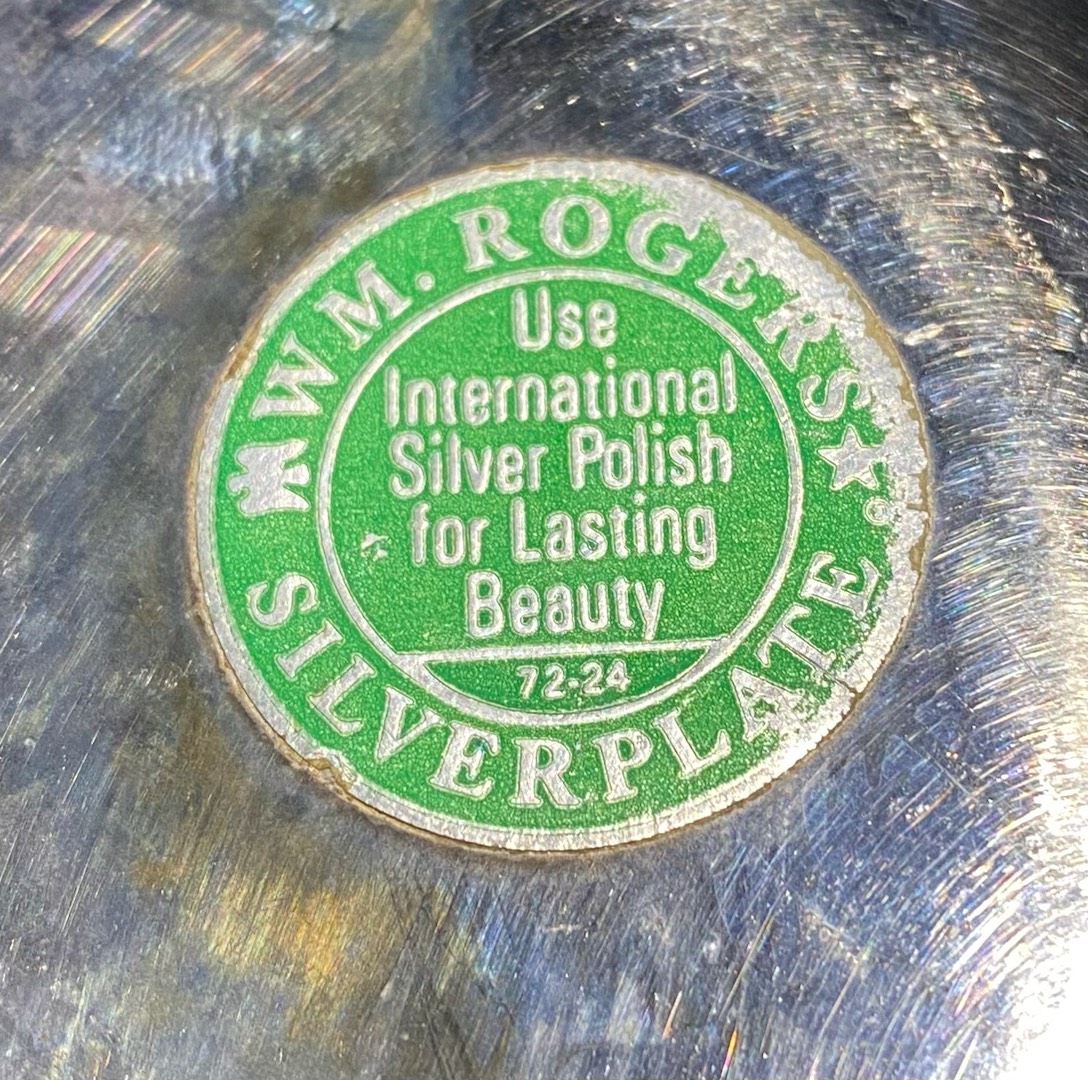 WM. ROGERS★®
Use
International
Silver Polish
for Lasting
Beauty
72-24
SILVERPLATE